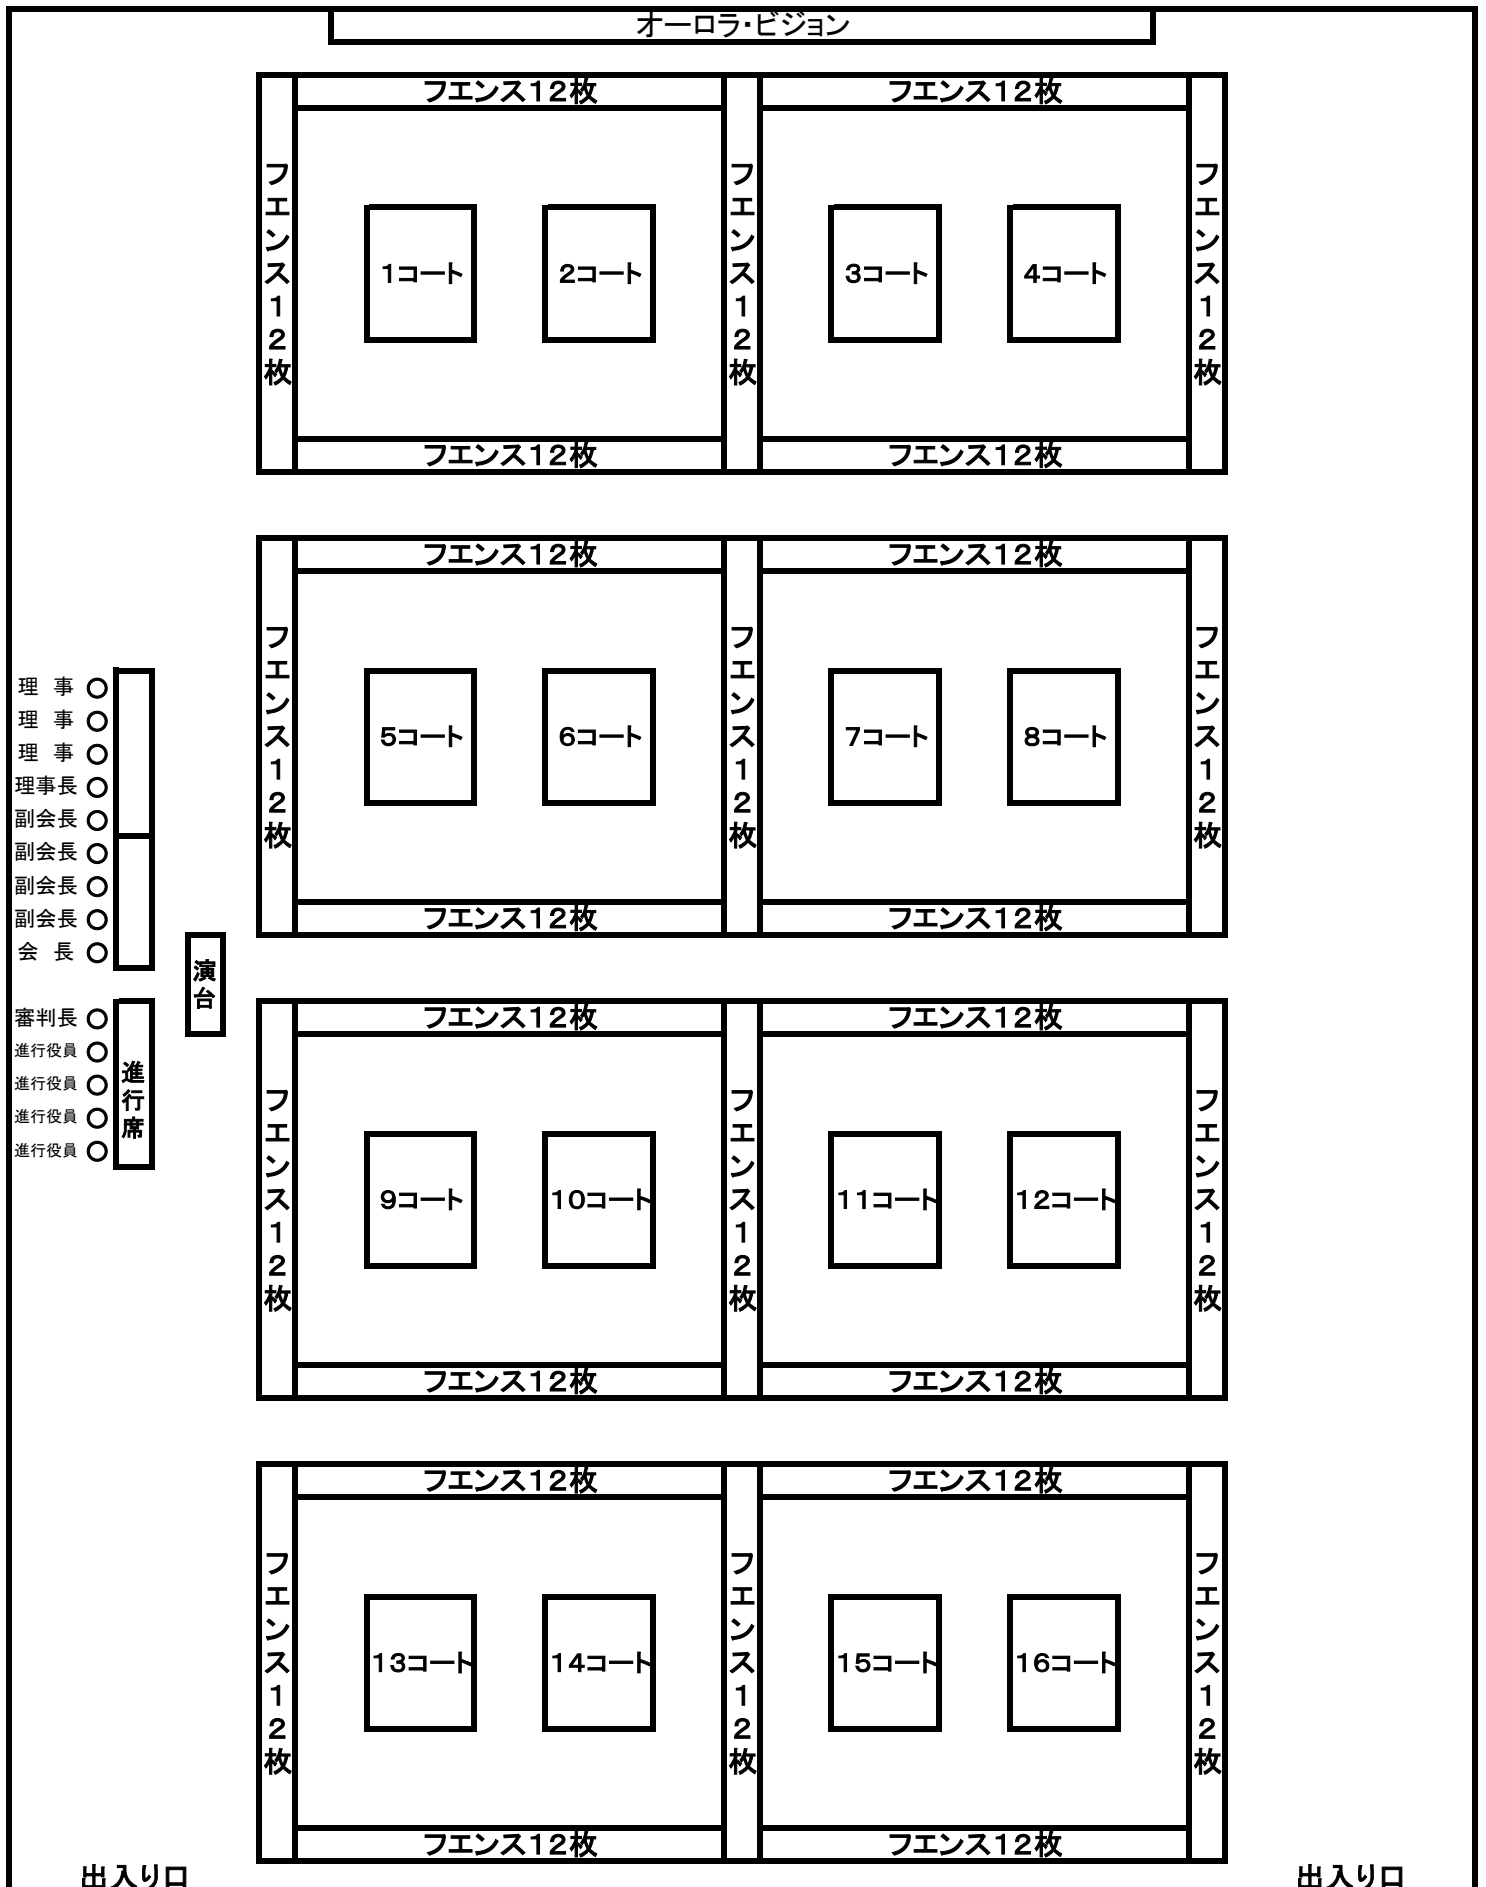 オーロラ・ビジョン
フエンス１２枚
フエンス１２枚
フエンス１２枚
フエンス１２枚
フエンス１２枚
1コート
2コート
3コート
4コート
フエンス１２枚
フエンス１２枚
フエンス１２枚
フエンス１２枚
フエンス１２枚
フエンス１２枚
フエンス１２枚
5コート
6コート
7コート
8コート
フエンス１２枚
フエンス１２枚
理　事
理　事
理　事
理事長
副会長
副会長
副会長
副会長
会　長
演台
審判長
進行役員
進行役員
進行役員
進行役員
進行席
フエンス１２枚
フエンス１２枚
フエンス１２枚
フエンス１２枚
フエンス１２枚
9コート
10コート
11コート
12コート
フエンス１２枚
フエンス１２枚
フエンス１２枚
フエンス１２枚
フエンス１２枚
フエンス１２枚
フエンス１２枚
13コート
14コート
15コート
16コート
フエンス１２枚
フエンス１２枚
出入り口
出入り口